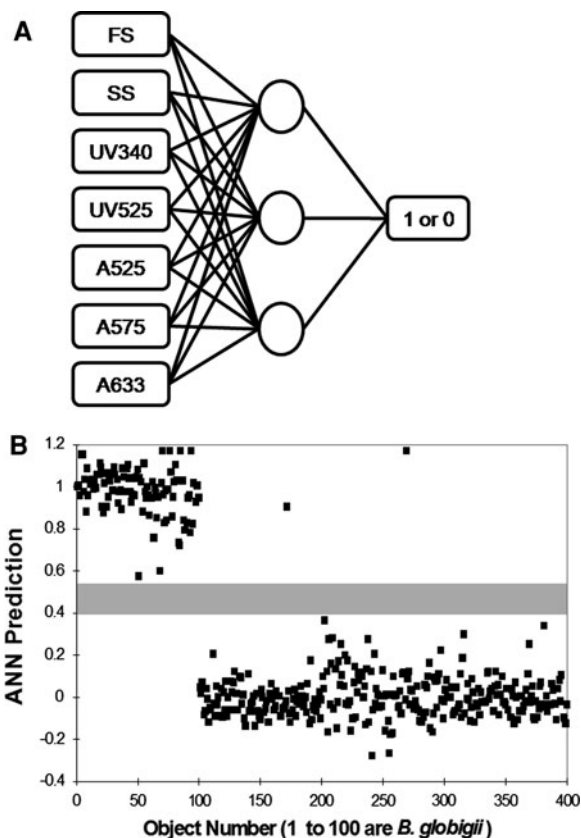 A
FS
SS
UV340
UV525
A525
A575
A633
1 or 0
B
ANN Prediction
1.2
1
0.8
0.6
0.4
0.2
0
-0.2
-0.4
0 50 100 150 200 250 300 350 400
Object Number (1 to 100 are B. globigii)